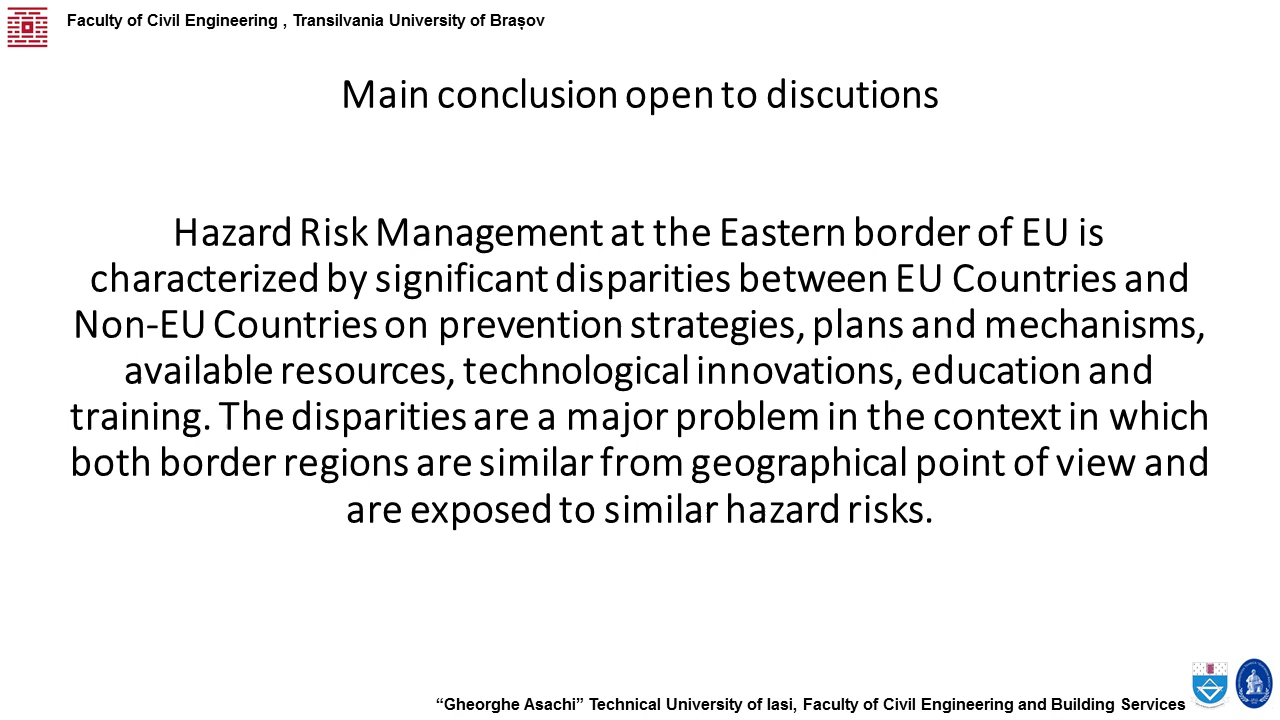 Faculty of Civil Engineering , Transilvania University of Brașov
Main conclusion open to discutions
Hazard Risk Management at the Eastern border of EU is
characterized by significant disparities between EU Countries and
Non-EU Countries on prevention strategies, plans and mechanisms,
available resources, technological innovations, education and
training. The disparities are a major problem in the context in which
both border regions are similar from geographical point of view and
are exposed to similar hazard risks.
“Gheorghe Asachi” Technical University of Iasi, Faculty of Civil Engineering and Building Services